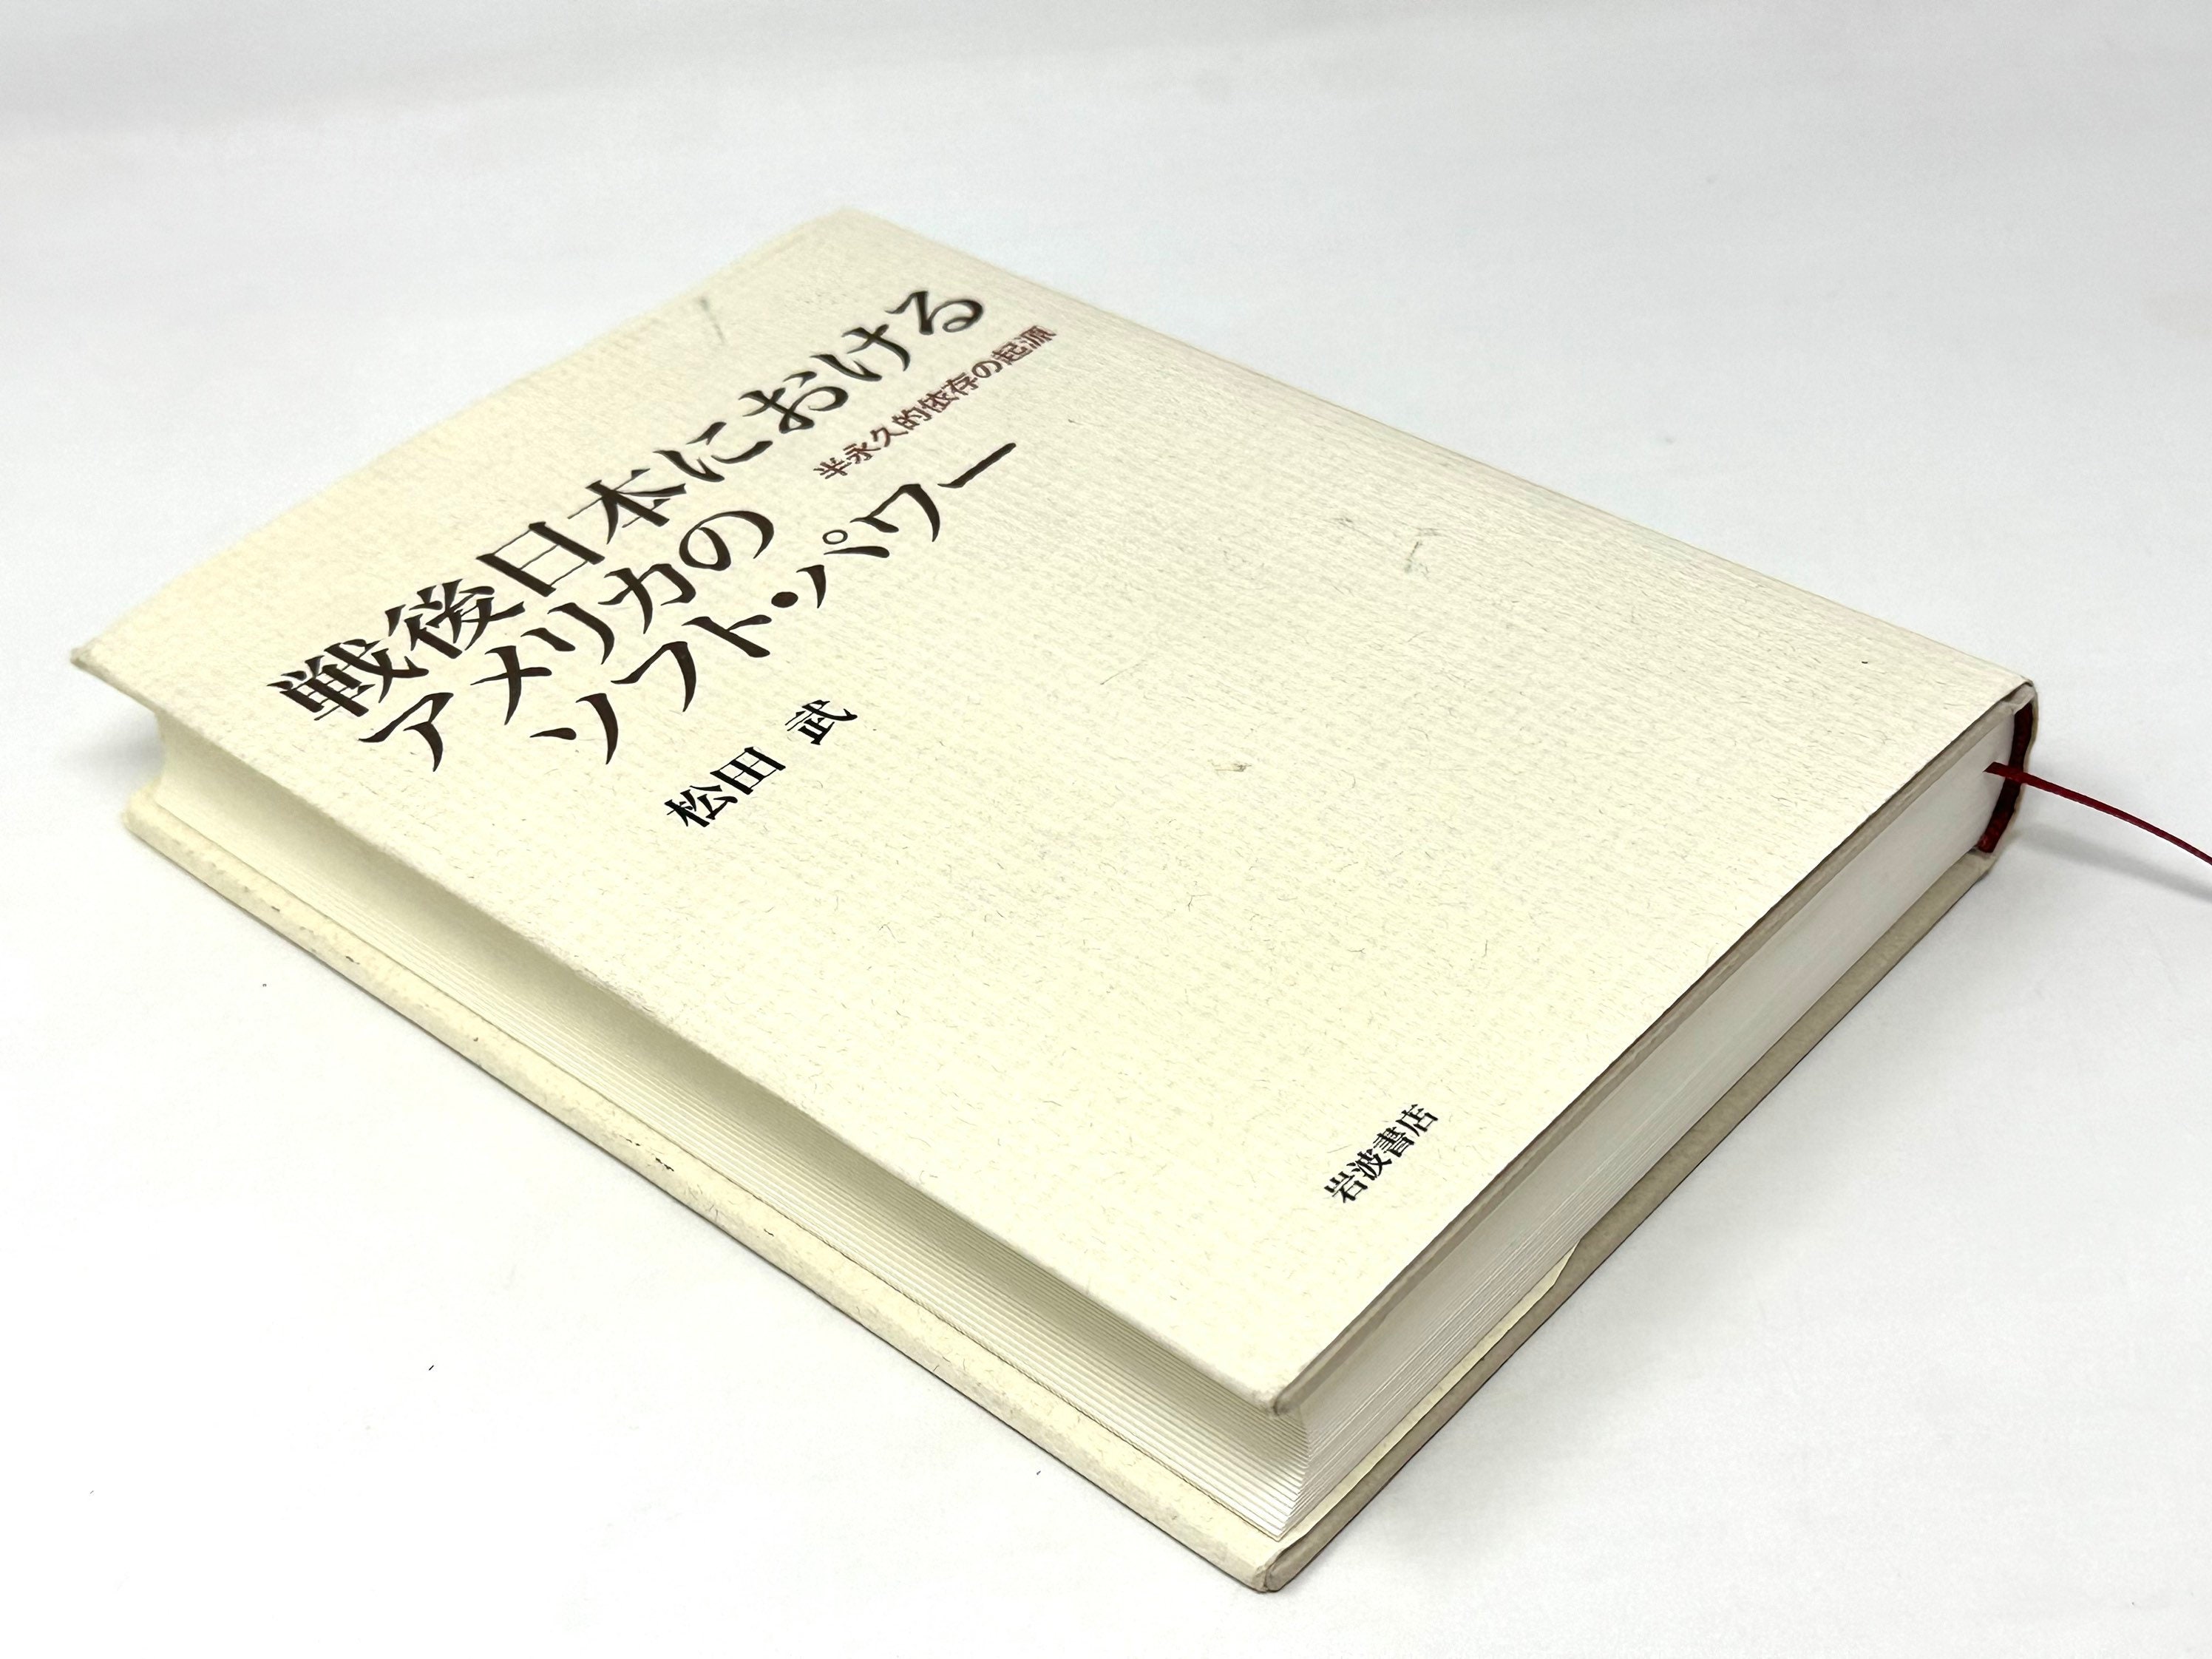 戦後日本における
アメリカの
半永久的依存の起源
ソフト・パワー
松田 武
岩波書店